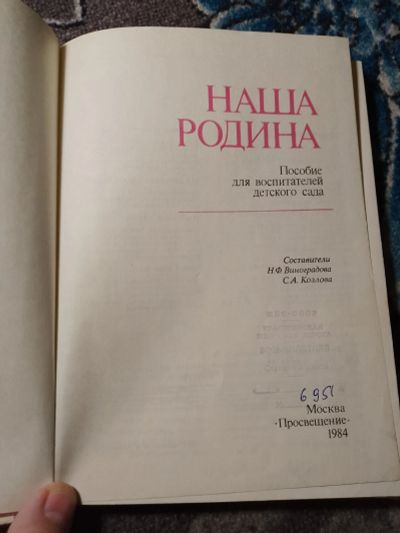 НАША
РОДИНА
Пособие
для воспитателей
детского сада
Составители
Н.Ф. Виноградова
С.А. Козлова
6951
Москва
«Просвещение»
1984